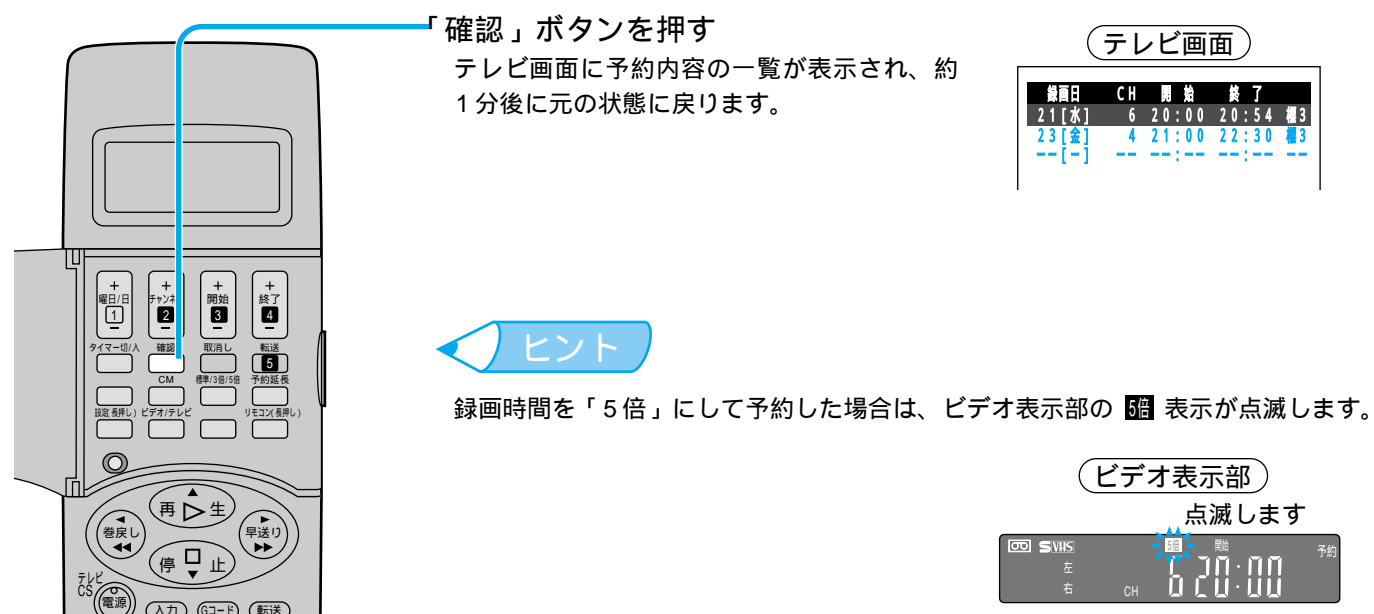 「確認」ボタンを押す
テレビ画面に予約内容の一覧が表示され、約
1分後に元の状態に戻ります。
テレビ画面
録画日 CH 開始 終了
21[水] 6 20:00 20:54 標3
23[金] 4 21:00 22:30 標3
--[-] -- --:-- --:-- --
+ + + +
曜日/日 チャンネ 開始 終了
1 2 3 4
− − − −
タイマー切/入 確認 取消し 転送
5
CM 標準/3倍/5倍 予約延長
設定(長押し) ビデオ/テレビ リモコン(長押し)
再 生
巻戻し 早送り
停 止
テレビ
CS
電源 入力 Gコード 転送
ヒント
録画時間を「5倍」にして予約した場合は、ビデオ表示部の 5倍 表示が点滅します。
ビデオ表示部
点滅します
SVHS 5倍 開始 予約
左
右 CH 6 20:00